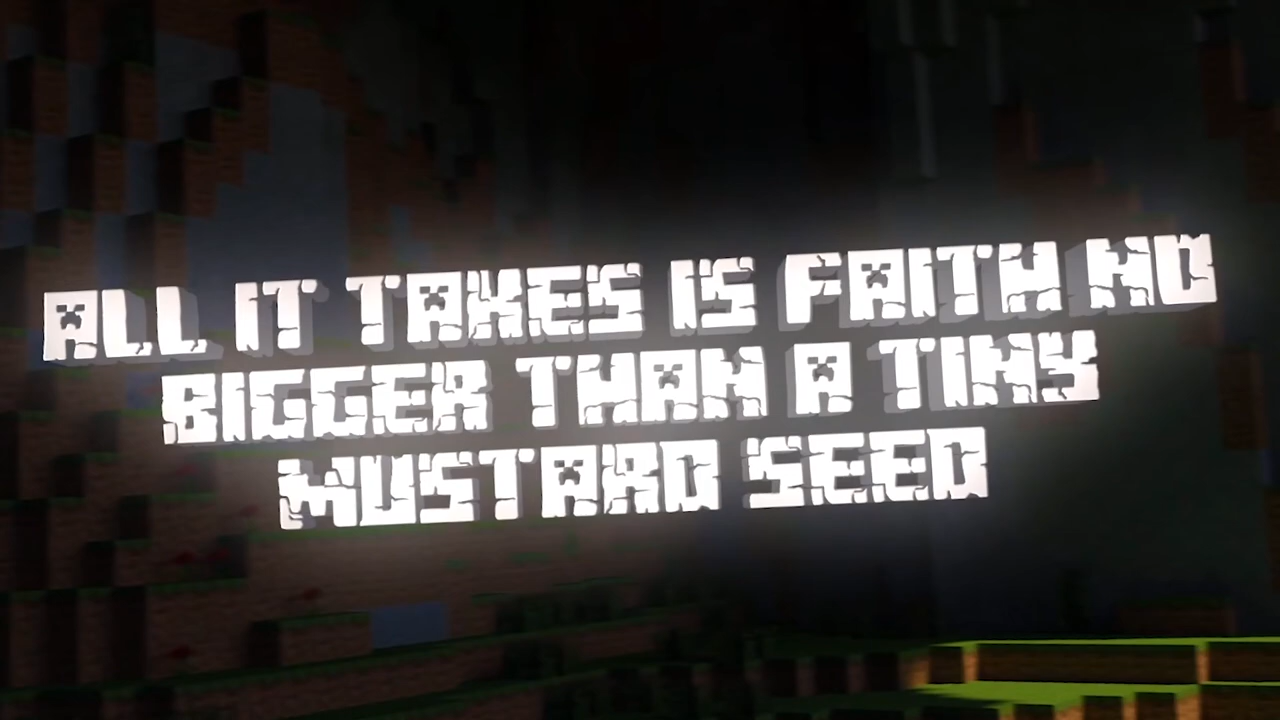 ALL IT TAKES IS FAITH NO
BIGGER THAN A TINY
MUSTARD SEED